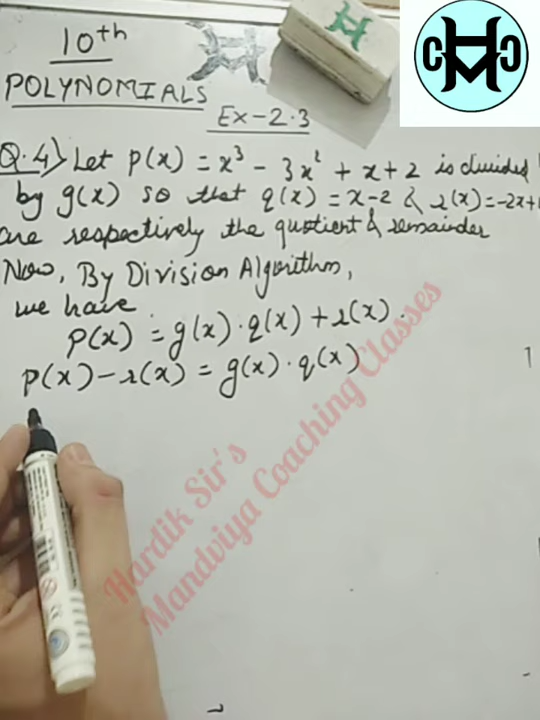 10th
POLYNOMIALS
Ex-2.3
Q.4) Let p(x) = x³ - 3x² + x + 2 is divided
by g(x) so that q(x) = x-2 & r(x) = -2x+
are respectively the quotient & remainder
Now, By Division Algorithm,
we have
p(x) = g(x)·q(x) + r(x).
p(x) - r(x) = g(x)·q(x)
Hardik Sir's
Mandviya Coaching Classes